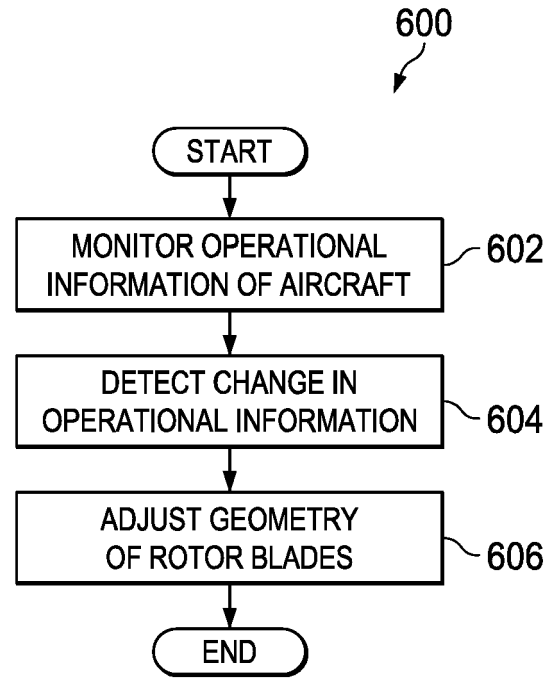 600
START
MONITOR OPERATIONAL
INFORMATION OF AIRCRAFT
602
DETECT CHANGE IN
OPERATIONAL INFORMATION
604
ADJUST GEOMETRY
OF ROTOR BLADES
606
END